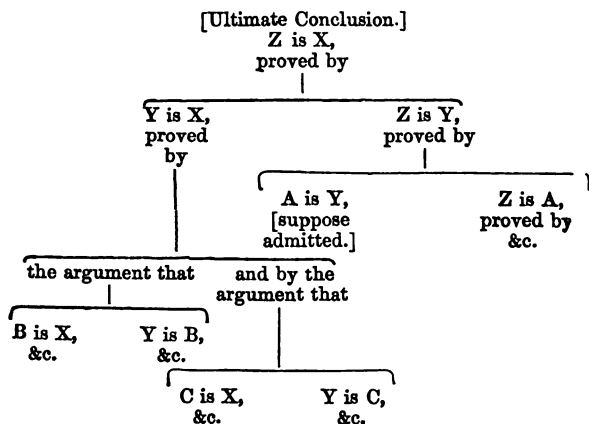 [Ultimate Conclusion.]
Z is X,
proved by
Y is X,
proved
by
Z is Y,
proved by
A is Y,
[suppose
admitted.]
Z is A,
proved by
&c.
the argument that
and by the
argument that
B is X,
&c.
Y is B,
&c.
C is X,
&c.
Y is C,
&c.